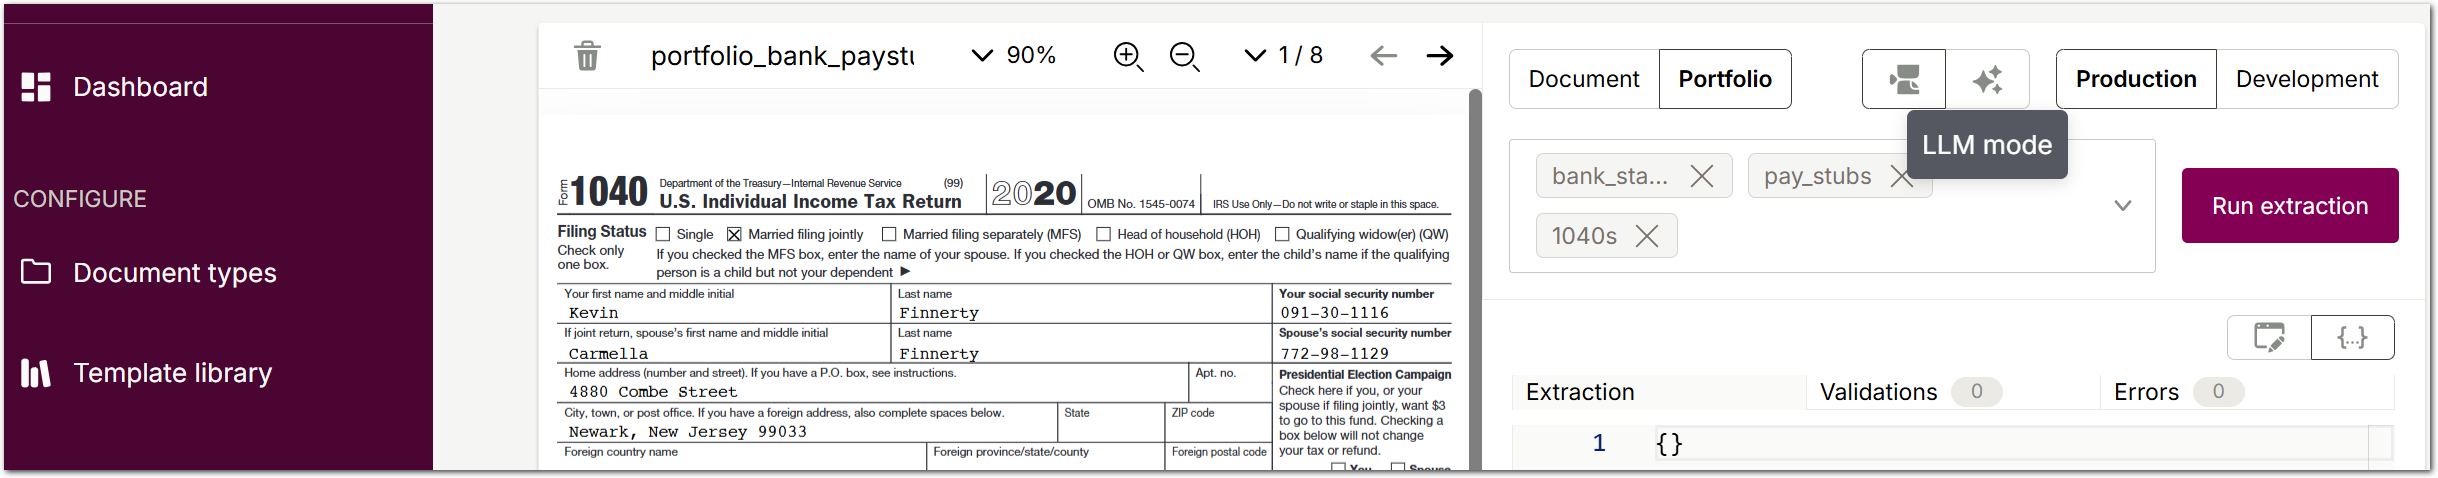 Dashboard
CONFIGURE
Document types
Template library
portfolio_bank_paystu
90%
1 / 8
Form 1040
Department of the Treasury—Internal Revenue Service (99)
U.S. Individual Income Tax Return
2020
OMB No. 1545-0074
IRS Use Only—Do not write or staple in this space.
Filing Status
Check only
one box.
Single
Married filing jointly
Married filing separately (MFS)
Head of household (HOH)
Qualifying widow(er) (QW)
If you checked the MFS box, enter the name of your spouse. If you checked the HOH or QW box, enter the child's name if the qualifying
person is a child but not your dependent ▶
Your first name and middle initial
Last name
Your social security number
Kevin
Finnerty
091-30-1116
If joint return, spouse's first name and middle initial
Last name
Spouse's social security number
Carmella
Finnerty
772-98-1129
Home address (number and street). If you have a P.O. box, see instructions.
Apt. no.
4880 Combe Street
City, town, or post office. If you have a foreign address, also complete spaces below.
State
ZIP code
Newark, New Jersey 99033
Foreign country name
Foreign province/state/county
Foreign postal code
Presidential Election Campaign
Check here if you, or your
spouse if filing jointly, want $3
to go to this fund. Checking a
box below will not change
your tax or refund.
You
Spouse
Document
Portfolio
Production
Development
LLM mode
bank_sta...
pay_stubs
1040s
Run extraction
{...}
Extraction
Validations 0
Errors 0
1 {}